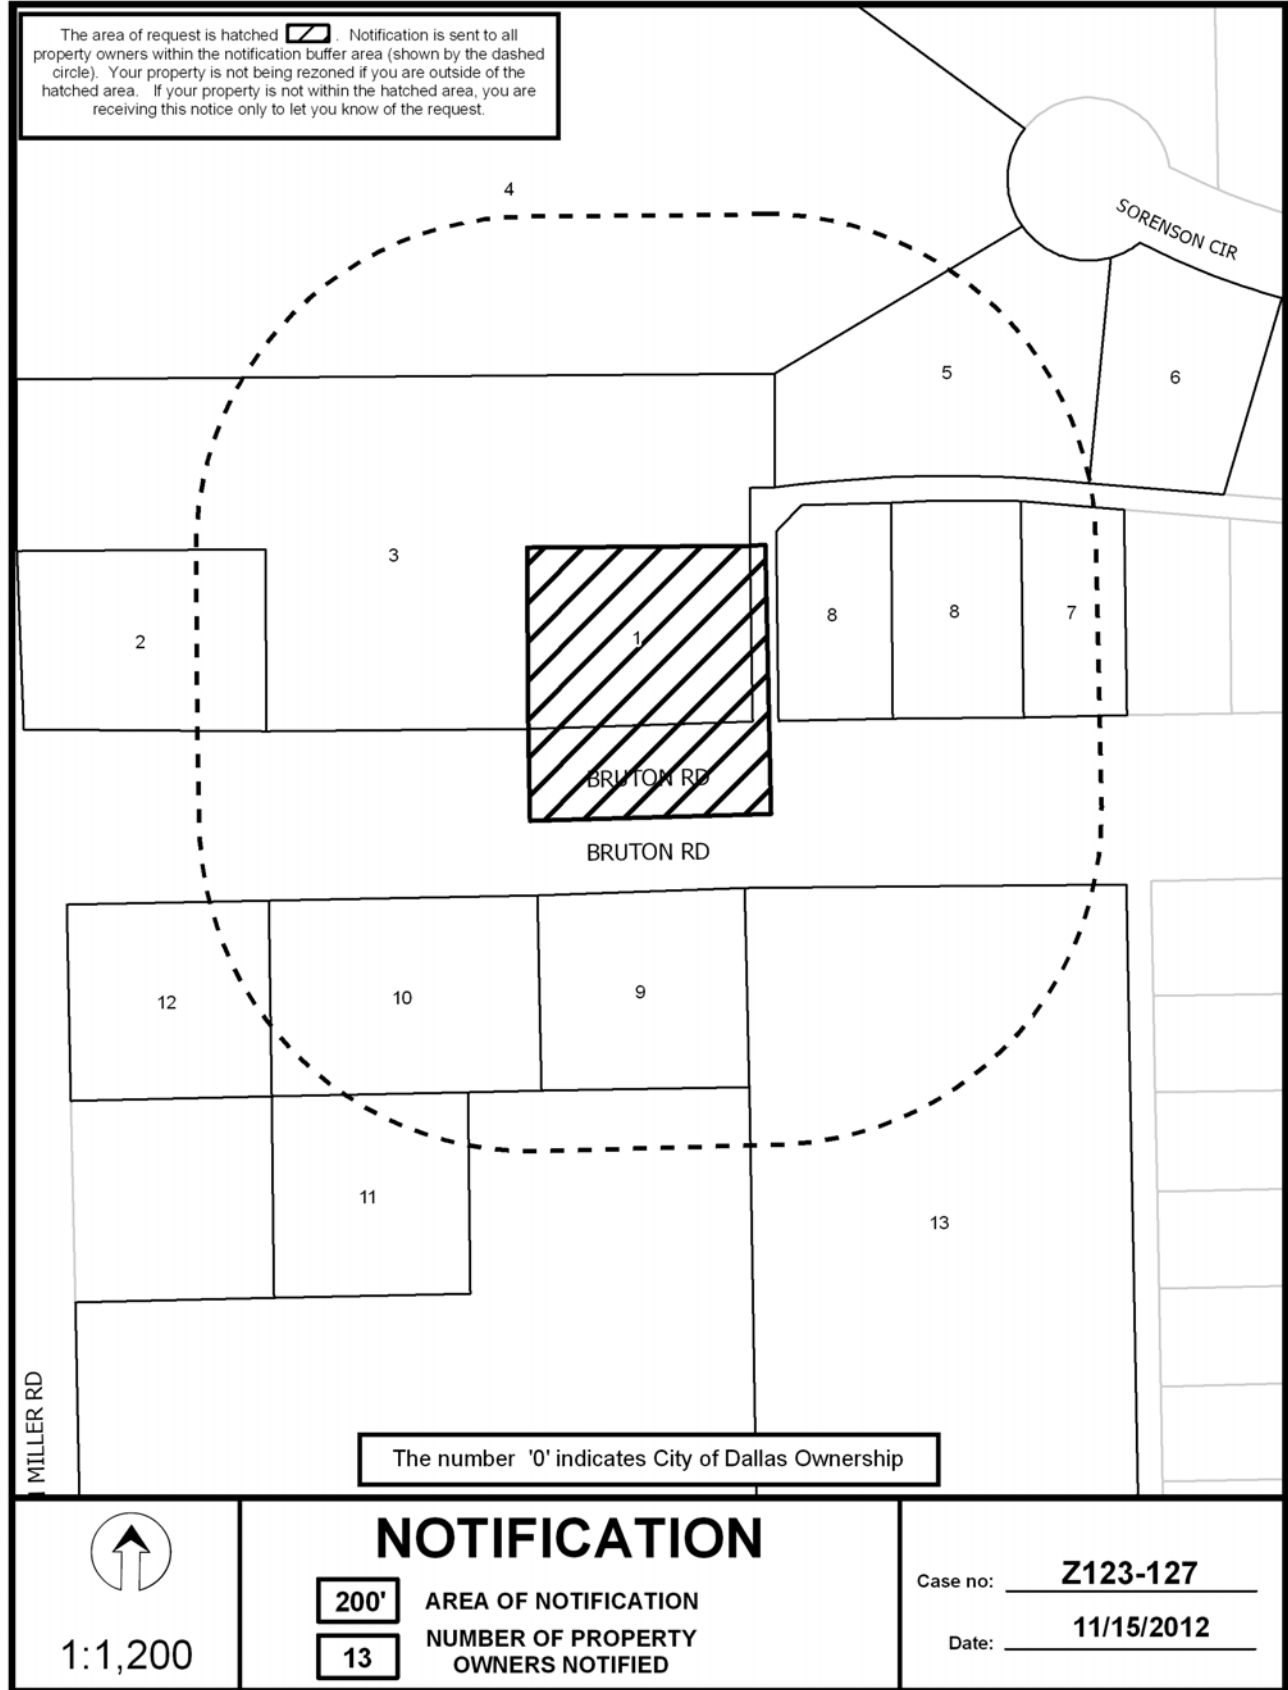 The area of request is hatched . Notification is sent to all
property owners within the notification buffer area (shown by the dashed
circle). Your property is not being rezoned if you are outside of the
hatched area. If your property is not within the hatched area, you are
receiving this notice only to let you know of the request.
4
SORENSON CIR
5
6
3
2
1
8
8
7
BRUTON RD
BRUTON RD
12
10
9
11
13
MILLER RD
The number '0' indicates City of Dallas Ownership
1:1,200
NOTIFICATION
200' AREA OF NOTIFICATION
13 NUMBER OF PROPERTY
OWNERS NOTIFIED
Case no: Z123-127
Date: 11/15/2012